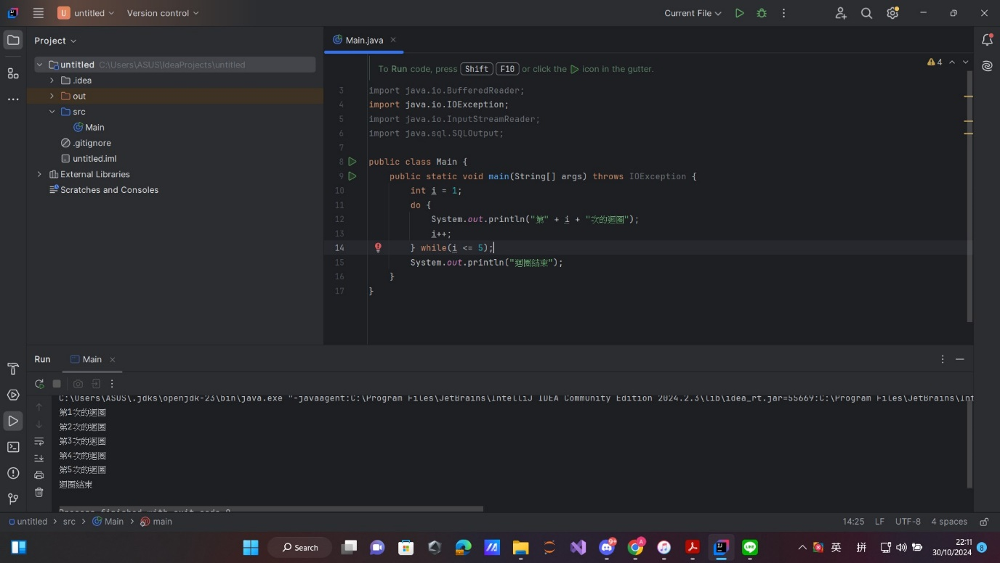 untitled
Version control
Current File
Project
Main.java
untitled C:\Users\ASUS\IdeaProjects\untitled
.idea
out
src
Main
.gitignore
untitled.iml
External Libraries
Scratches and Consoles
To Run code, press Shift F10 or click the icon in the gutter.
4
3 import java.io.BufferedReader;
4 import java.io.IOException;
5 import java.io.InputStreamReader;
6 import java.sql.SQLOutput;
7
8 public class Main {
9 public static void main(String[] args) throws IOException {
10 int i = 1;
11 do {
12 System.out.println("第" + i + "次的迴圈");
13 i++;
14 } while(i <= 5);
15 System.out.println("迴圈結束");
16 }
17 }
Run
Main
C:\Users\ASUS\.jdks\openjdk-23\bin\java.exe "-javaagent:C:\Program Files\JetBrains\IntelliJ IDEA Community Edition 2024.2.3\lib\idea_rt.jar=55669:C:\Program Files\JetBrains\Int
第1次的迴圈
第2次的迴圈
第3次的迴圈
第4次的迴圈
第5次的迴圈
迴圈結束
Process finished with exit code 0
untitled > src > Main > main
14:25 LF UTF-8 4 spaces
Search
英 拼
22:11
30/10/2024
8